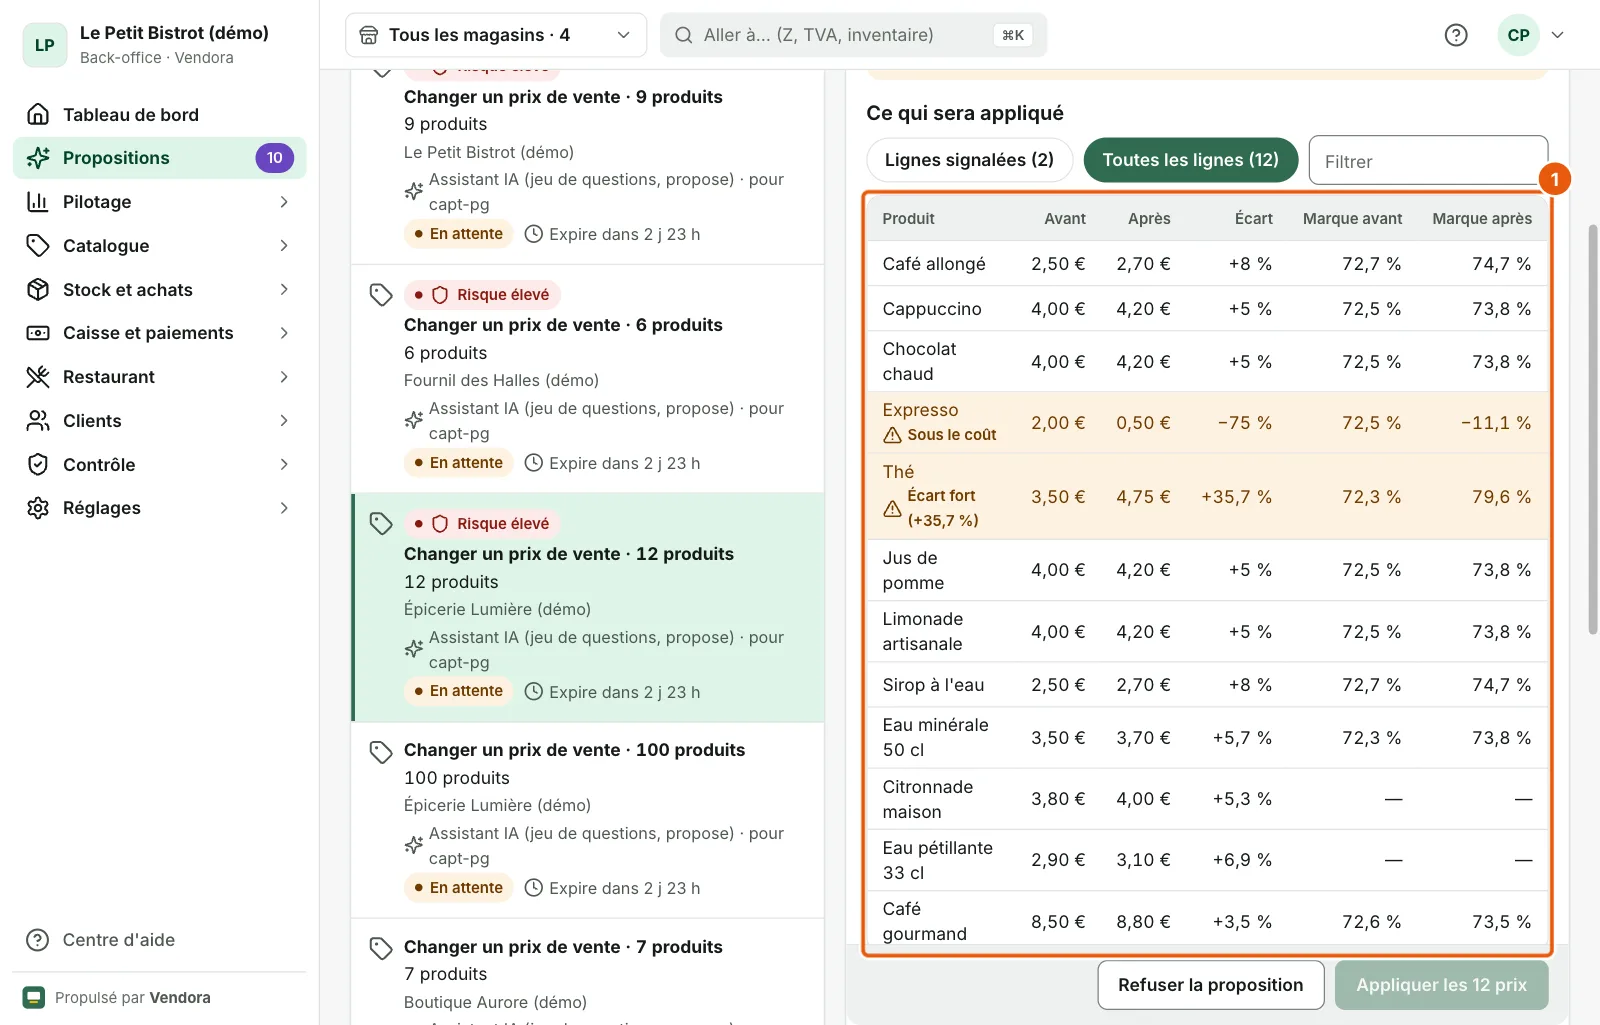 LP
Le Petit Bistrot (démo)
Back-office · Vendora
Tous les magasins · 4
Aller à... (Z, TVA, inventaire)
⌘K
CP
Tableau de bord
Propositions
10
Pilotage
Catalogue
Stock et achats
Caisse et paiements
Restaurant
Clients
Contrôle
Réglages
Centre d'aide
Propulsé par Vendora
Risque élevé
Changer un prix de vente · 9 produits
9 produits
Le Petit Bistrot (démo)
Assistant IA (jeu de questions, propose) · pour
capt-pg
En attente
Expire dans 2 j 23 h
Risque élevé
Changer un prix de vente · 6 produits
6 produits
Fournil des Halles (démo)
Assistant IA (jeu de questions, propose) · pour
capt-pg
En attente
Expire dans 2 j 23 h
Risque élevé
Changer un prix de vente · 12 produits
12 produits
Épicerie Lumière (démo)
Assistant IA (jeu de questions, propose) · pour
capt-pg
En attente
Expire dans 2 j 23 h
Changer un prix de vente · 100 produits
100 produits
Épicerie Lumière (démo)
Assistant IA (jeu de questions, propose) · pour
capt-pg
En attente
Expire dans 2 j 23 h
Changer un prix de vente · 7 produits
7 produits
Boutique Aurore (démo)
Ce qui sera appliqué
Lignes signalées (2)
Toutes les lignes (12)
Filtrer
1
Produit Avant Après Écart Marque avant Marque après
Café allongé 2,50 € 2,70 € +8 % 72,7 % 74,7 %
Cappuccino 4,00 € 4,20 € +5 % 72,5 % 73,8 %
Chocolat
chaud 4,00 € 4,20 € +5 % 72,5 % 73,8 %
Expresso
Sous le coût 2,00 € 0,50 € −75 % 72,5 % −11,1 %
Thé
Écart fort
(+35,7 %) 3,50 € 4,75 € +35,7 % 72,3 % 79,6 %
Jus de
pomme 4,00 € 4,20 € +5 % 72,5 % 73,8 %
Limonade
artisanale 4,00 € 4,20 € +5 % 72,5 % 73,8 %
Sirop à l'eau 2,50 € 2,70 € +8 % 72,7 % 74,7 %
Eau minérale
50 cl 3,50 € 3,70 € +5,7 % 72,3 % 73,8 %
Citronnade
maison 3,80 € 4,00 € +5,3 % — —
Eau pétillante
33 cl 2,90 € 3,10 € +6,9 % — —
Café
gourmand 8,50 € 8,80 € +3,5 % 72,6 % 73,5 %
Refuser la proposition
Appliquer les 12 prix